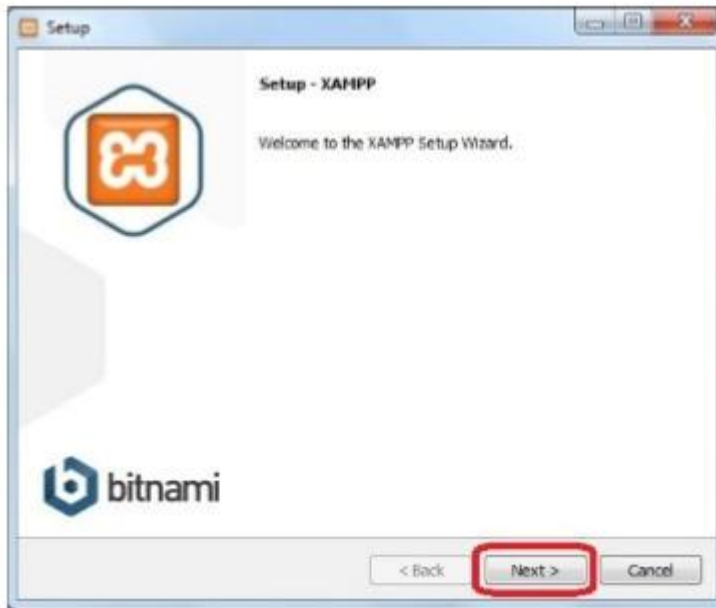 Setup
Setup - XAMPP
Welcome to the XAMPP Setup Wizard.
bitnami
< Back
Next >
Cancel